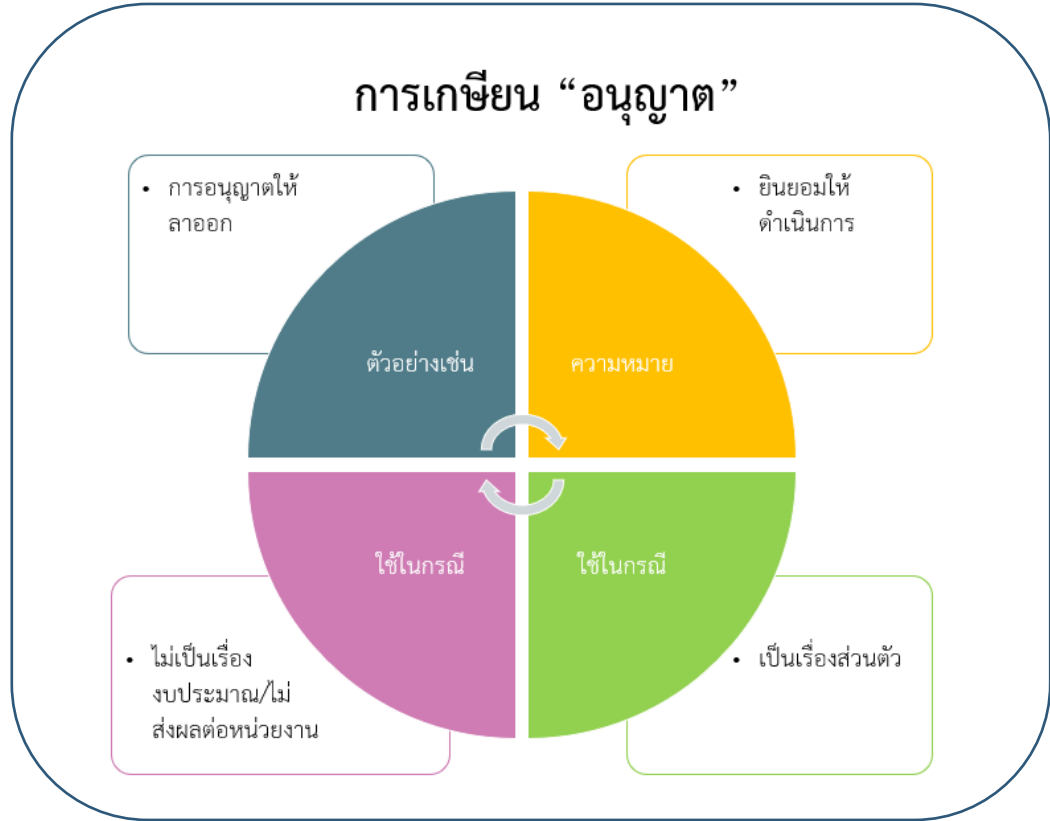 การเกษียน “อนุญาต”
• การอนุญาตให้
ลาออก
• ยินยอมให้
ดำเนินการ
ตัวอย่างเช่น
ความหมาย
ใช้ในกรณี
ใช้ในกรณี
• ไม่เป็นเรื่อง
งบประมาณ/ไม่
ส่งผลต่อหน่วยงาน
• เป็นเรื่องส่วนตัว